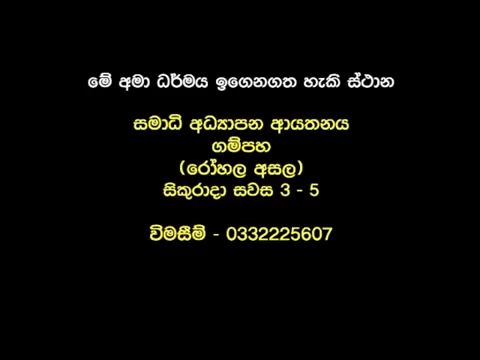 මේ අමා ධර්මය ඉගෙනගත හැකි ස්ථාන
සමාධි අධ්‍යාපන ආයතනය
ගම්පහ
(රෝහල අසල)
සිකුරාදා සවස 3 - 5
විමසීම් - 0332225607